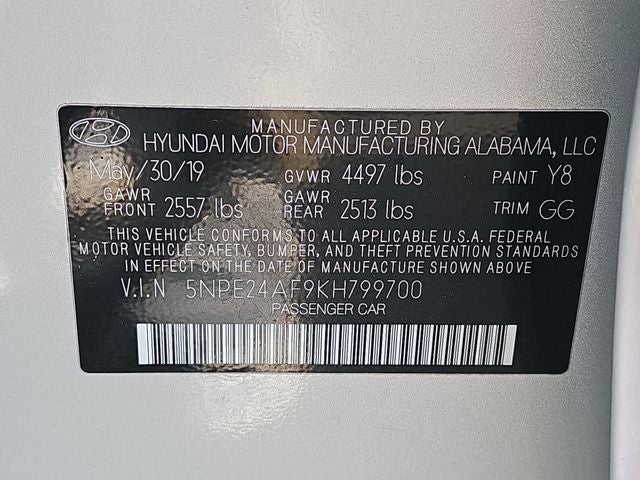 MANUFACTURED BY
HYUNDAI MOTOR MANUFACTURING ALABAMA, LLC
May/30/19 GVWR 4497 lbs PAINT Y8
GAWR FRONT 2557 lbs GAWR REAR 2513 lbs TRIM GG
THIS VEHICLE CONFORMS TO ALL APPLICABLE U.S.A. FEDERAL
MOTOR VEHICLE SAFETY, BUMPER, AND THEFT PREVENTION STANDARDS
IN EFFECT ON THE DATE OF MANUFACTURE SHOWN ABOVE
V.I.N 5NPE24AF9KH799700
PASSENGER CAR